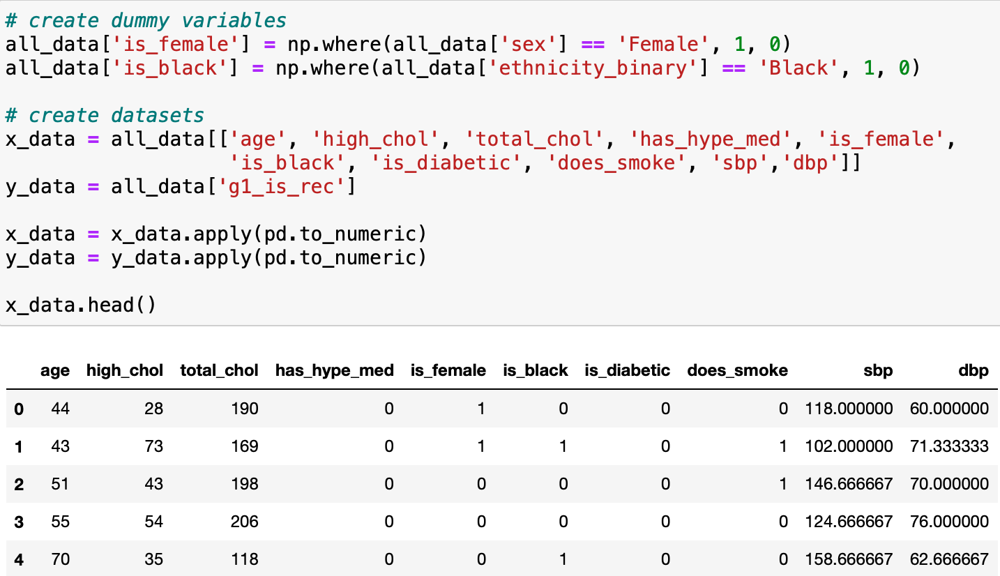 # create dummy variables
all_data['is_female'] = np.where(all_data['sex'] == 'Female', 1, 0)
all_data['is_black'] = np.where(all_data['ethnicity_binary'] == 'Black', 1, 0)
# create datasets
x_data = all_data[['age', 'high_chol', 'total_chol', 'has_hype_med', 'is_female',
'is_black', 'is_diabetic', 'does_smoke', 'sbp','dbp']]
y_data = all_data['g1_is_rec']
x_data = x_data.apply(pd.to_numeric)
y_data = y_data.apply(pd.to_numeric)
x_data.head()
age high_chol total_chol has_hype_med is_female is_black is_diabetic does_smoke sbp dbp
0 44 28 190 0 1 0 0 0 118.000000 60.000000
1 43 73 169 0 1 1 0 1 102.000000 71.333333
2 51 43 198 0 0 0 0 1 146.666667 70.000000
3 55 54 206 0 0 0 0 0 124.666667 76.000000
4 70 35 118 0 0 1 0 0 158.666667 62.666667